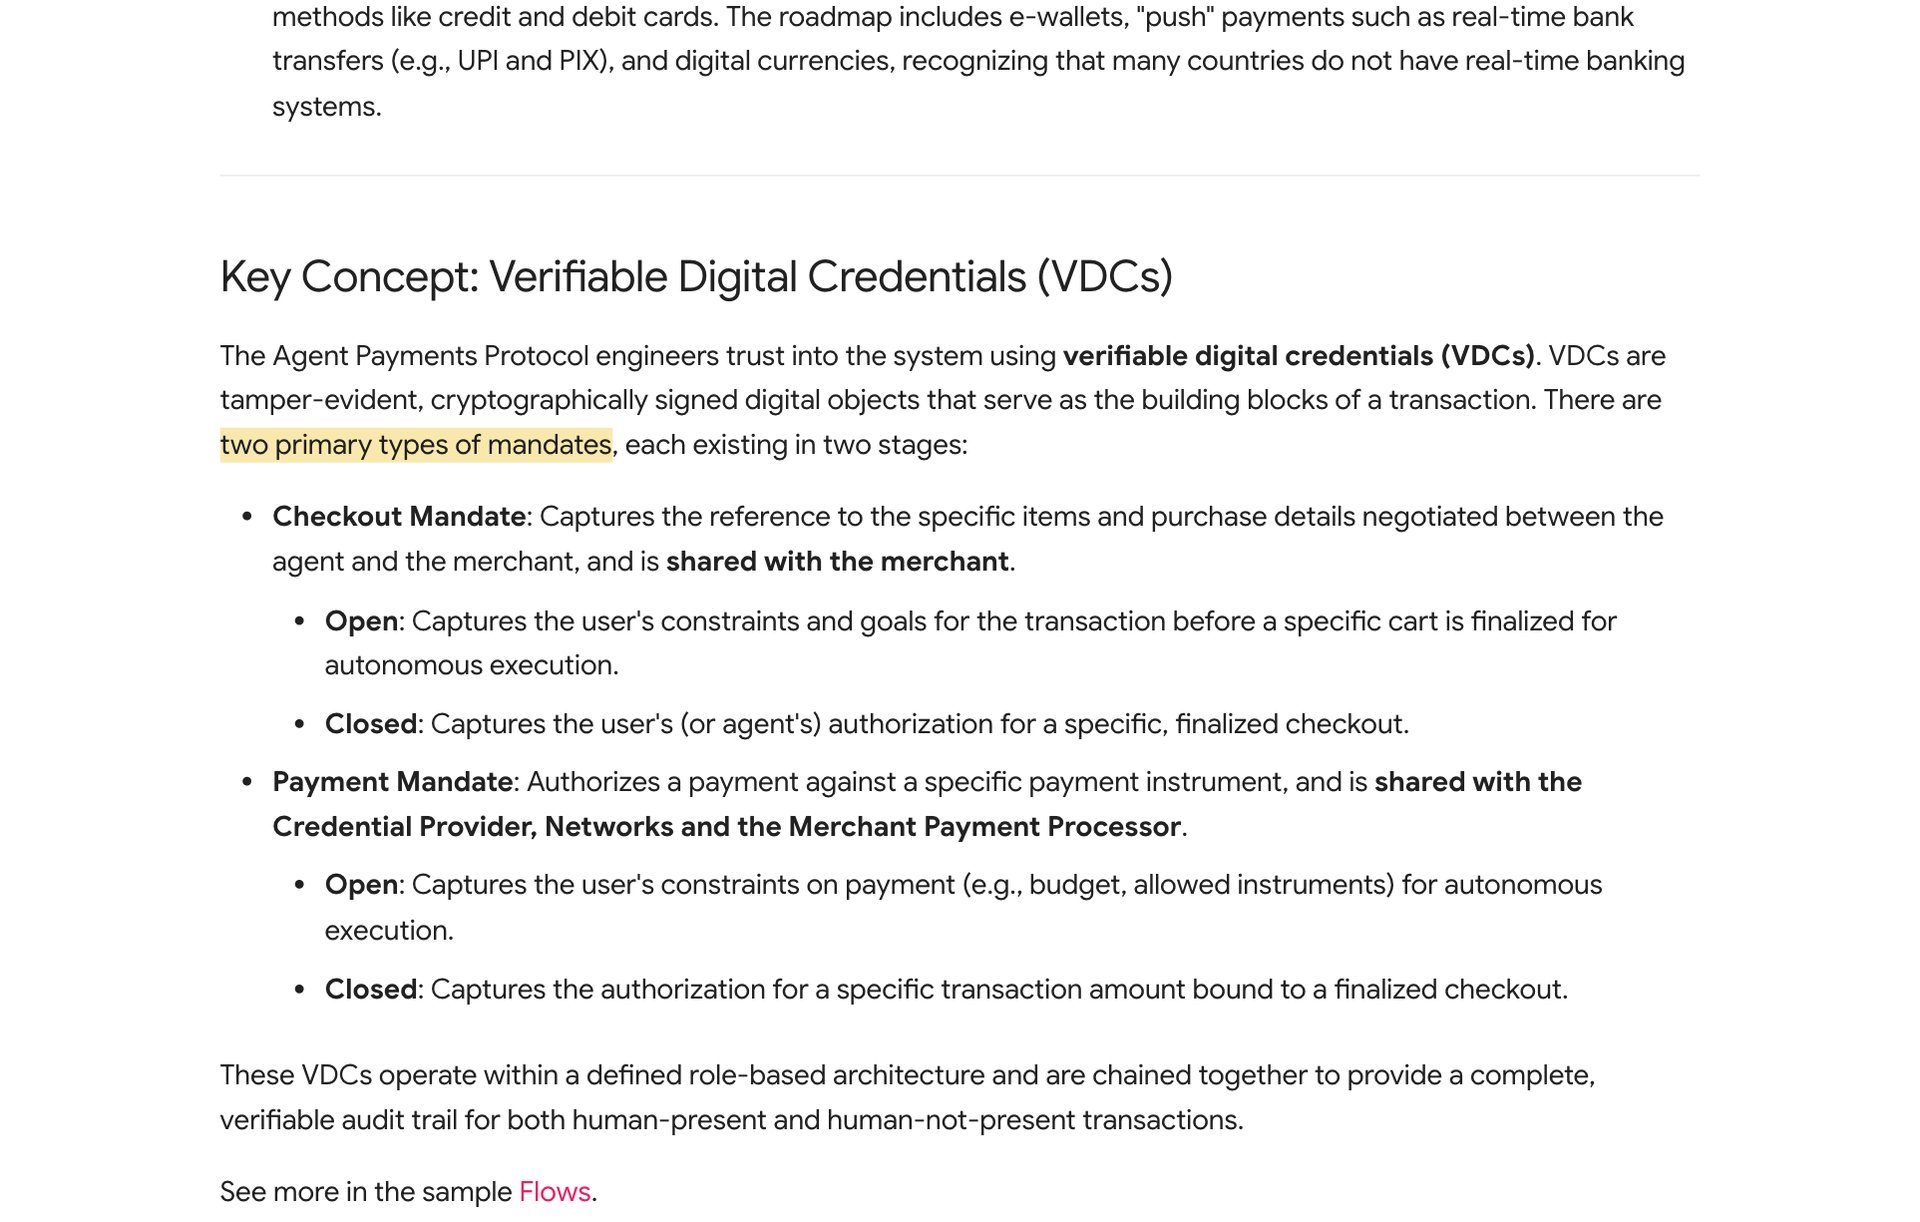 methods like credit and debit cards. The roadmap includes e-wallets, "push" payments such as real-time bank
transfers (e.g., UPI and PIX), and digital currencies, recognizing that many countries do not have real-time banking
systems.
Key Concept: Verifiable Digital Credentials (VDCs)
The Agent Payments Protocol engineers trust into the system using verifiable digital credentials (VDCs). VDCs are
tamper-evident, cryptographically signed digital objects that serve as the building blocks of a transaction. There are
two primary types of mandates, each existing in two stages:
• Checkout Mandate: Captures the reference to the specific items and purchase details negotiated between the
agent and the merchant, and is shared with the merchant.
• Open: Captures the user's constraints and goals for the transaction before a specific cart is finalized for
autonomous execution.
• Closed: Captures the user's (or agent's) authorization for a specific, finalized checkout.
• Payment Mandate: Authorizes a payment against a specific payment instrument, and is shared with the
Credential Provider, Networks and the Merchant Payment Processor.
• Open: Captures the user's constraints on payment (e.g., budget, allowed instruments) for autonomous
execution.
• Closed: Captures the authorization for a specific transaction amount bound to a finalized checkout.
These VDCs operate within a defined role-based architecture and are chained together to provide a complete,
verifiable audit trail for both human-present and human-not-present transactions.
See more in the sample Flows.